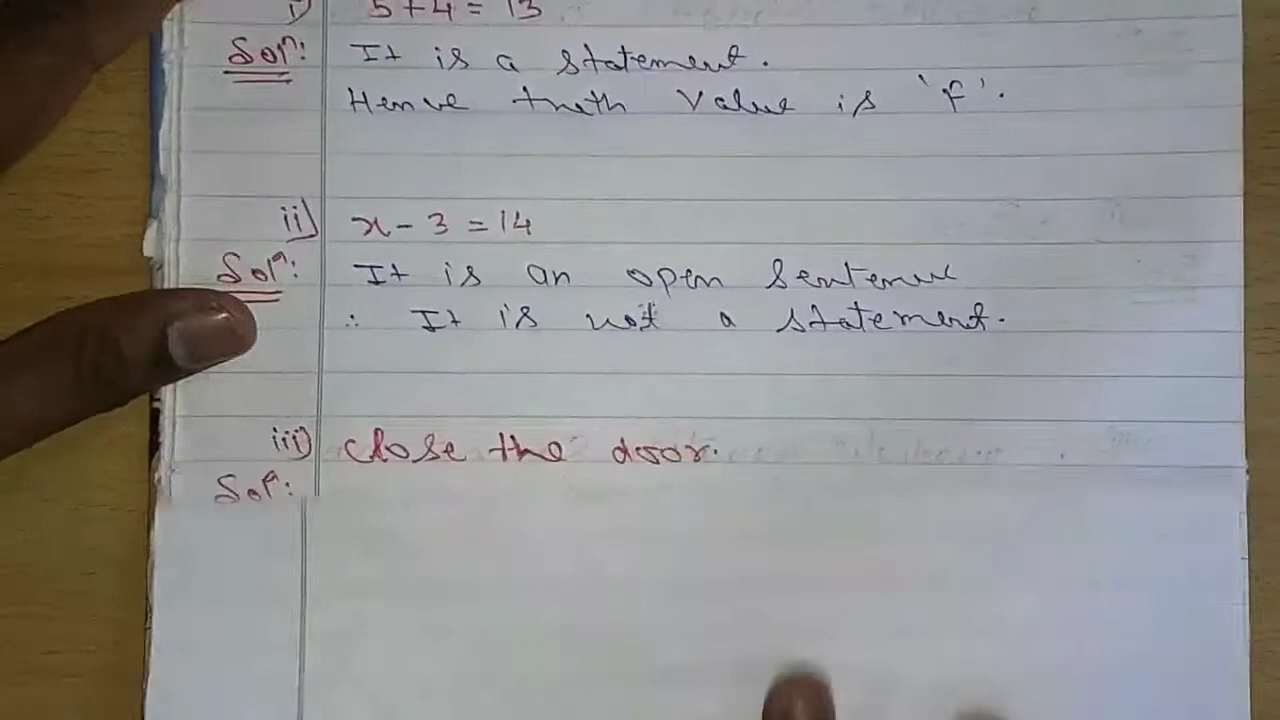 i) 5+4 = 13
Solⁿ: It is a statement.
Hence truth Value is 'F'.
ii) x - 3 = 14
Solⁿ: It is an open Sentence
∴ It is not a statement.
iii) Close the door.
Solⁿ: